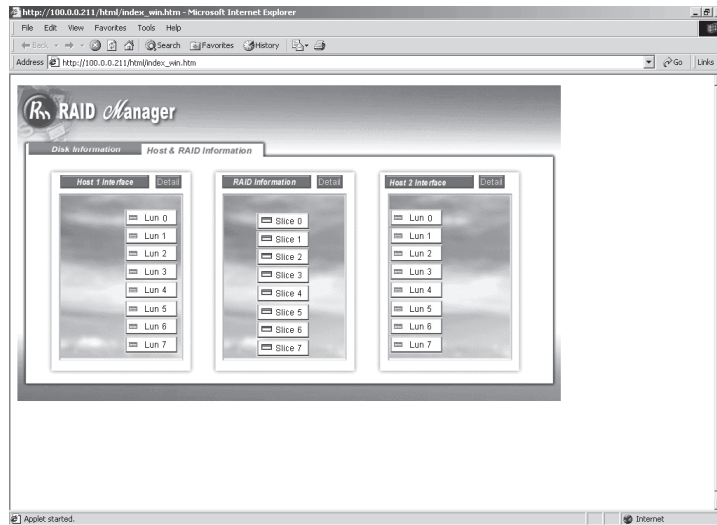 http://100.0.0.211/html/index_win.htm - Microsoft Internet Explorer
File Edit View Favorites Tools Help
Back Search Favorites History
Address http://100.0.0.211/html/index_win.htm Go Links
Rm RAID Manager
Disk Information Host & RAID Information
Host 1 Interface Detail RAID Information Detail Host 2 Interface Detail
Lun 0 Slice 0 Lun 0
Lun 1 Slice 1 Lun 1
Lun 2 Slice 2 Lun 2
Lun 3 Slice 3 Lun 3
Lun 4 Slice 4 Lun 4
Lun 5 Slice 5 Lun 5
Lun 6 Slice 6 Lun 6
Lun 7 Slice 7 Lun 7
Applet started. Internet